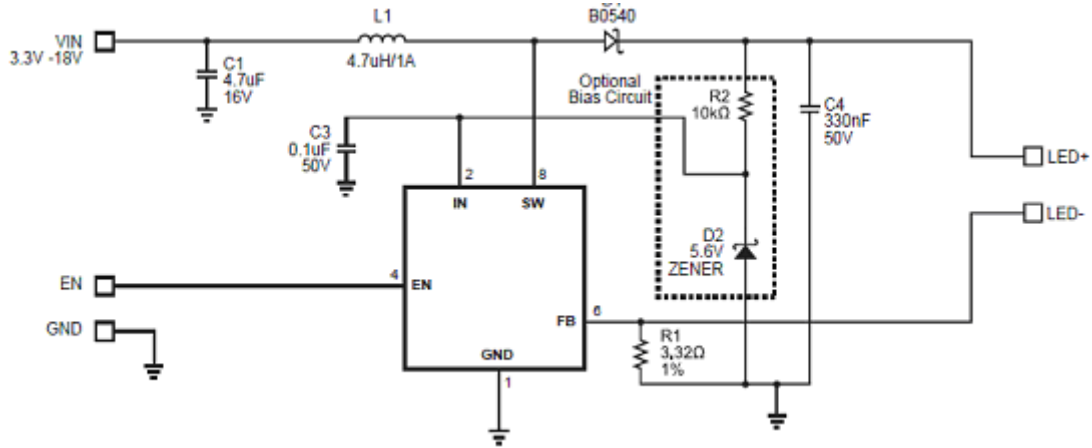 VIN
3.3V -18V
C1
4.7uF
16V
L1
4.7uH/1A
B0540
Optional
Bias Circuit
R2
10kΩ
C4
330nF
50V
C3
0.1uF
50V
2
8
IN
SW
LED+
LED-
D2
5.6V
ZENER
EN
4
EN
GND
FB
6
R1
3.32Ω
1%
GND
1